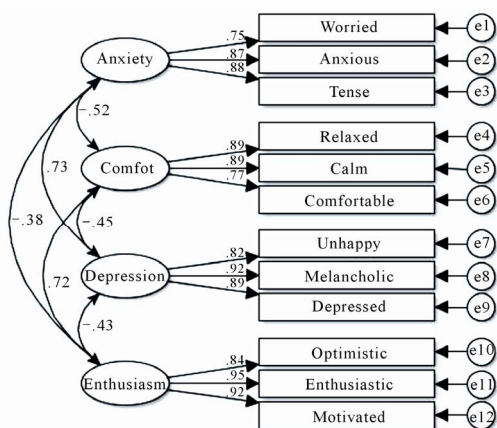 Worried
e1
.75
Anxiety
.87
Anxious
e2
.88
Tense
e3
-.52
Relaxed
e4
.89
Comfot
.89
Calm
e5
.73
.77
Comfortable
e6
-.38
-.45
Unhappy
e7
.82
Depression
.92
Melancholic
e8
.72
.89
Depressed
e9
-.43
Optimistic
e10
.84
Enthusiasm
.95
Enthusiastic
e11
.92
Motivated
e12